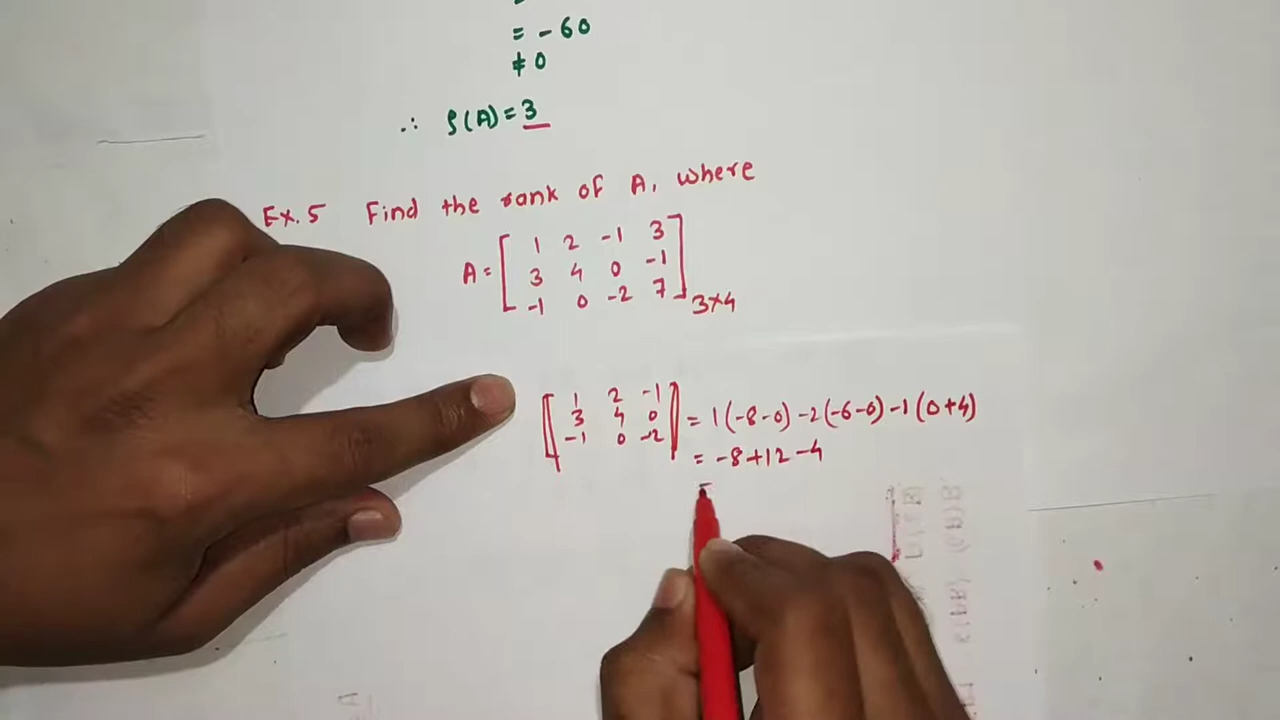 = -60
≠ 0
∴ ρ(A) = 3
Ex. 5 Find the rank of A, where
A = [ 1 2 -1 3
3 4 0 -1
-1 0 -2 7 ] 3×4
| 1 2 -1
3 4 0
-1 0 -2 | = 1(-8-0) -2(-6-0) -1(0+4)
= -8+12-4
=